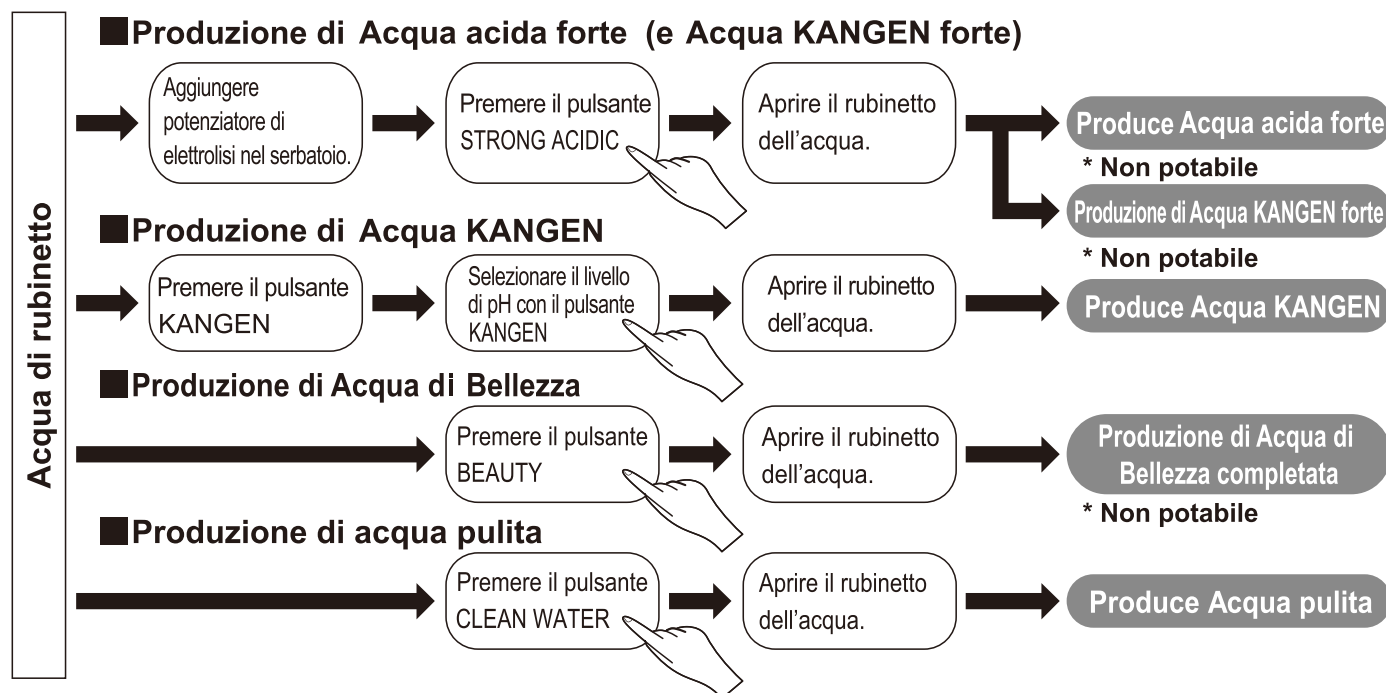 Acqua di rubinetto
■Produzione di Acqua acida forte (e Acqua KANGEN forte)
Aggiungere
potenziatore di
elettrolisi nel serbatoio.
Premere il pulsante
STRONG ACIDIC
Aprire il rubinetto
dell'acqua.
Produce Acqua acida forte
* Non potabile
Produzione di Acqua KANGEN forte
* Non potabile
■Produzione di Acqua KANGEN
Premere il pulsante
KANGEN
Selezionare il livello
di pH con il pulsante
KANGEN
Aprire il rubinetto
dell'acqua.
Produce Acqua KANGEN
■Produzione di Acqua di Bellezza
Premere il pulsante
BEAUTY
Aprire il rubinetto
dell'acqua.
Produzione di Acqua di
Bellezza completata
* Non potabile
■Produzione di acqua pulita
Premere il pulsante
CLEAN WATER
Aprire il rubinetto
dell'acqua.
Produce Acqua pulita